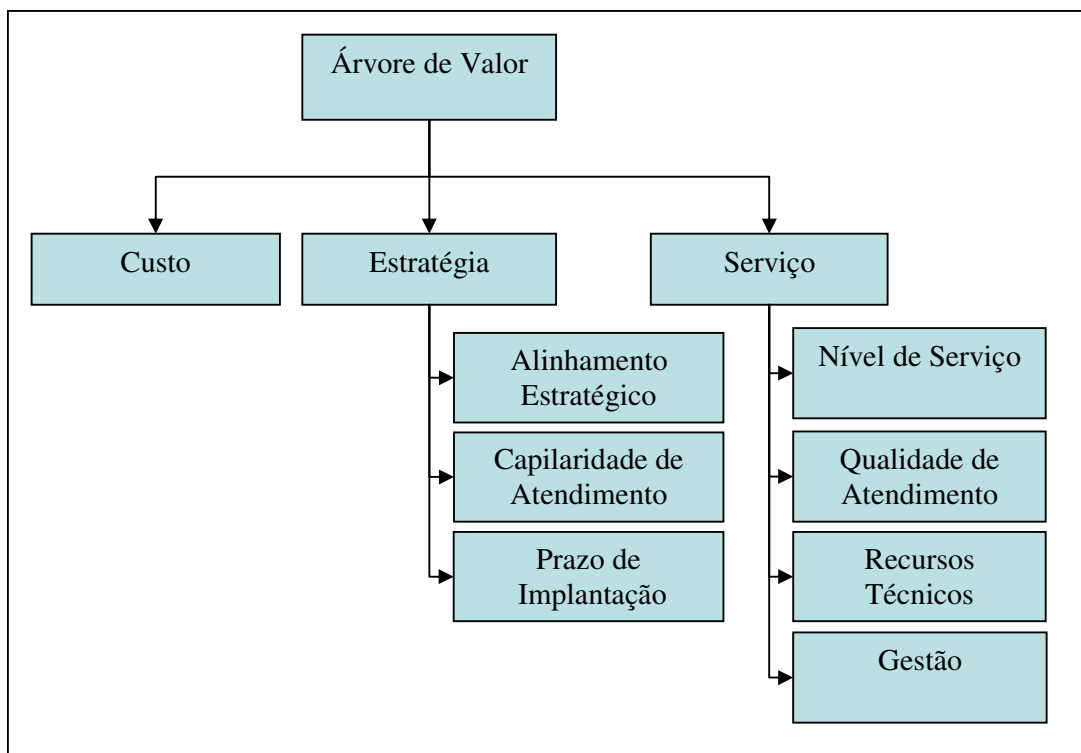 Árvore de Valor
Custo
Estratégia
Serviço
Alinhamento
Estratégico
Capilaridade de
Atendimento
Prazo de
Implantação
Nível de Serviço
Qualidade de
Atendimento
Recursos
Técnicos
Gestão